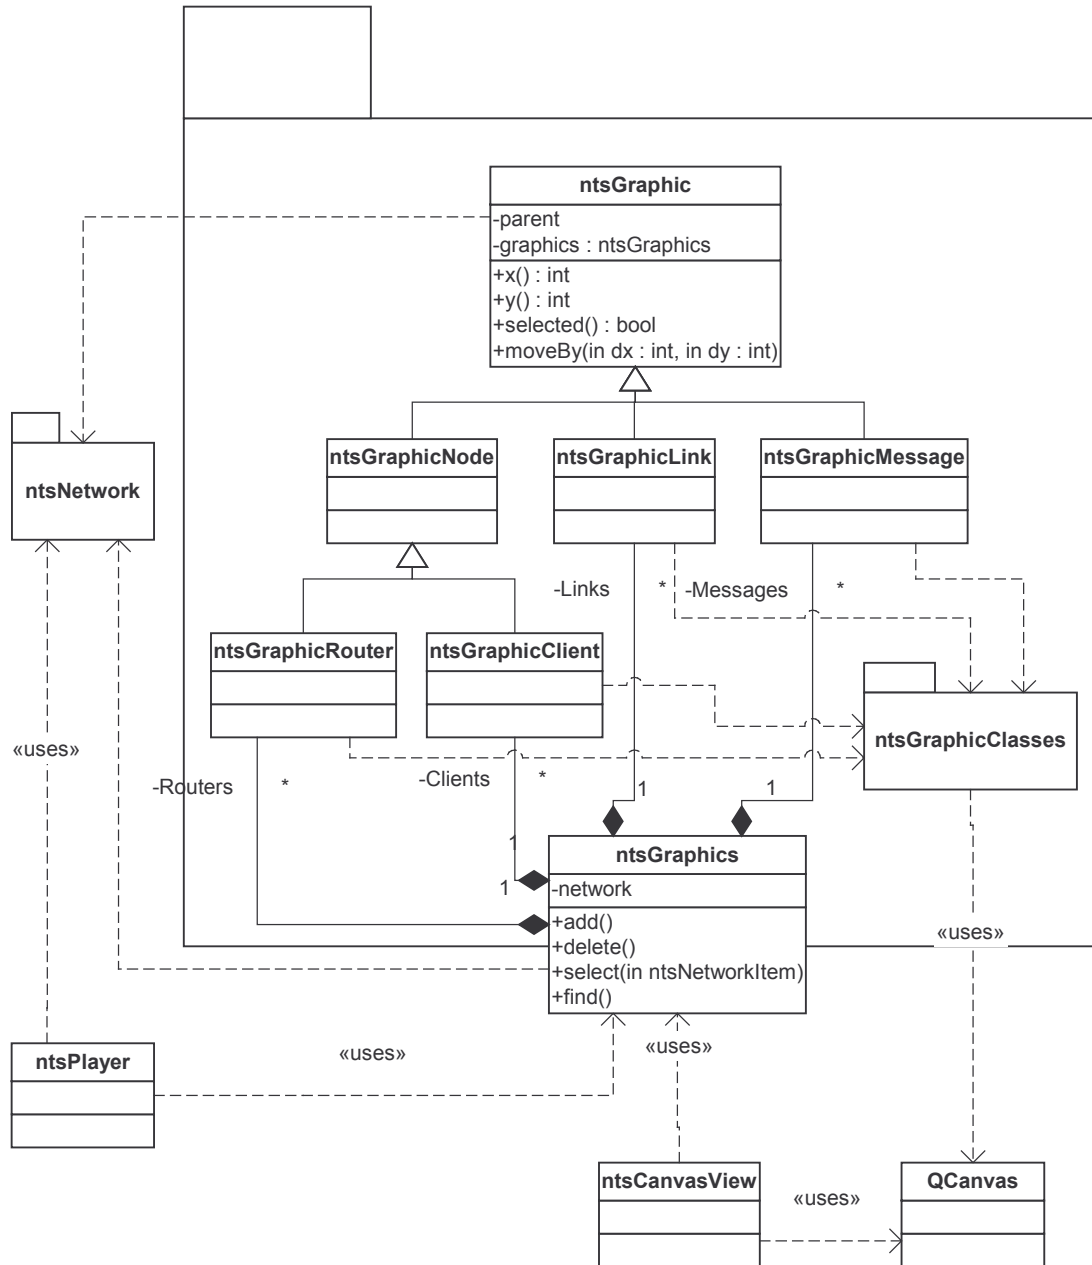 ntsGraphic
-parent
-graphics : ntsGraphics
+x() : int
+y() : int
+selected() : bool
+moveBy(in dx : int, in dy : int)
ntsGraphicNode
ntsGraphicLink
ntsGraphicMessage
ntsNetwork
-Links
*
-Messages
*
ntsGraphicRouter
ntsGraphicClient
ntsGraphicClasses
«uses»
-Routers
*
-Clients
*
1
1
1
1
ntsGraphics
-network
+add()
+delete()
+select(in ntsNetworkItem)
+find()
«uses»
ntsPlayer
«uses»
«uses»
ntsCanvasView
«uses»
QCanvas